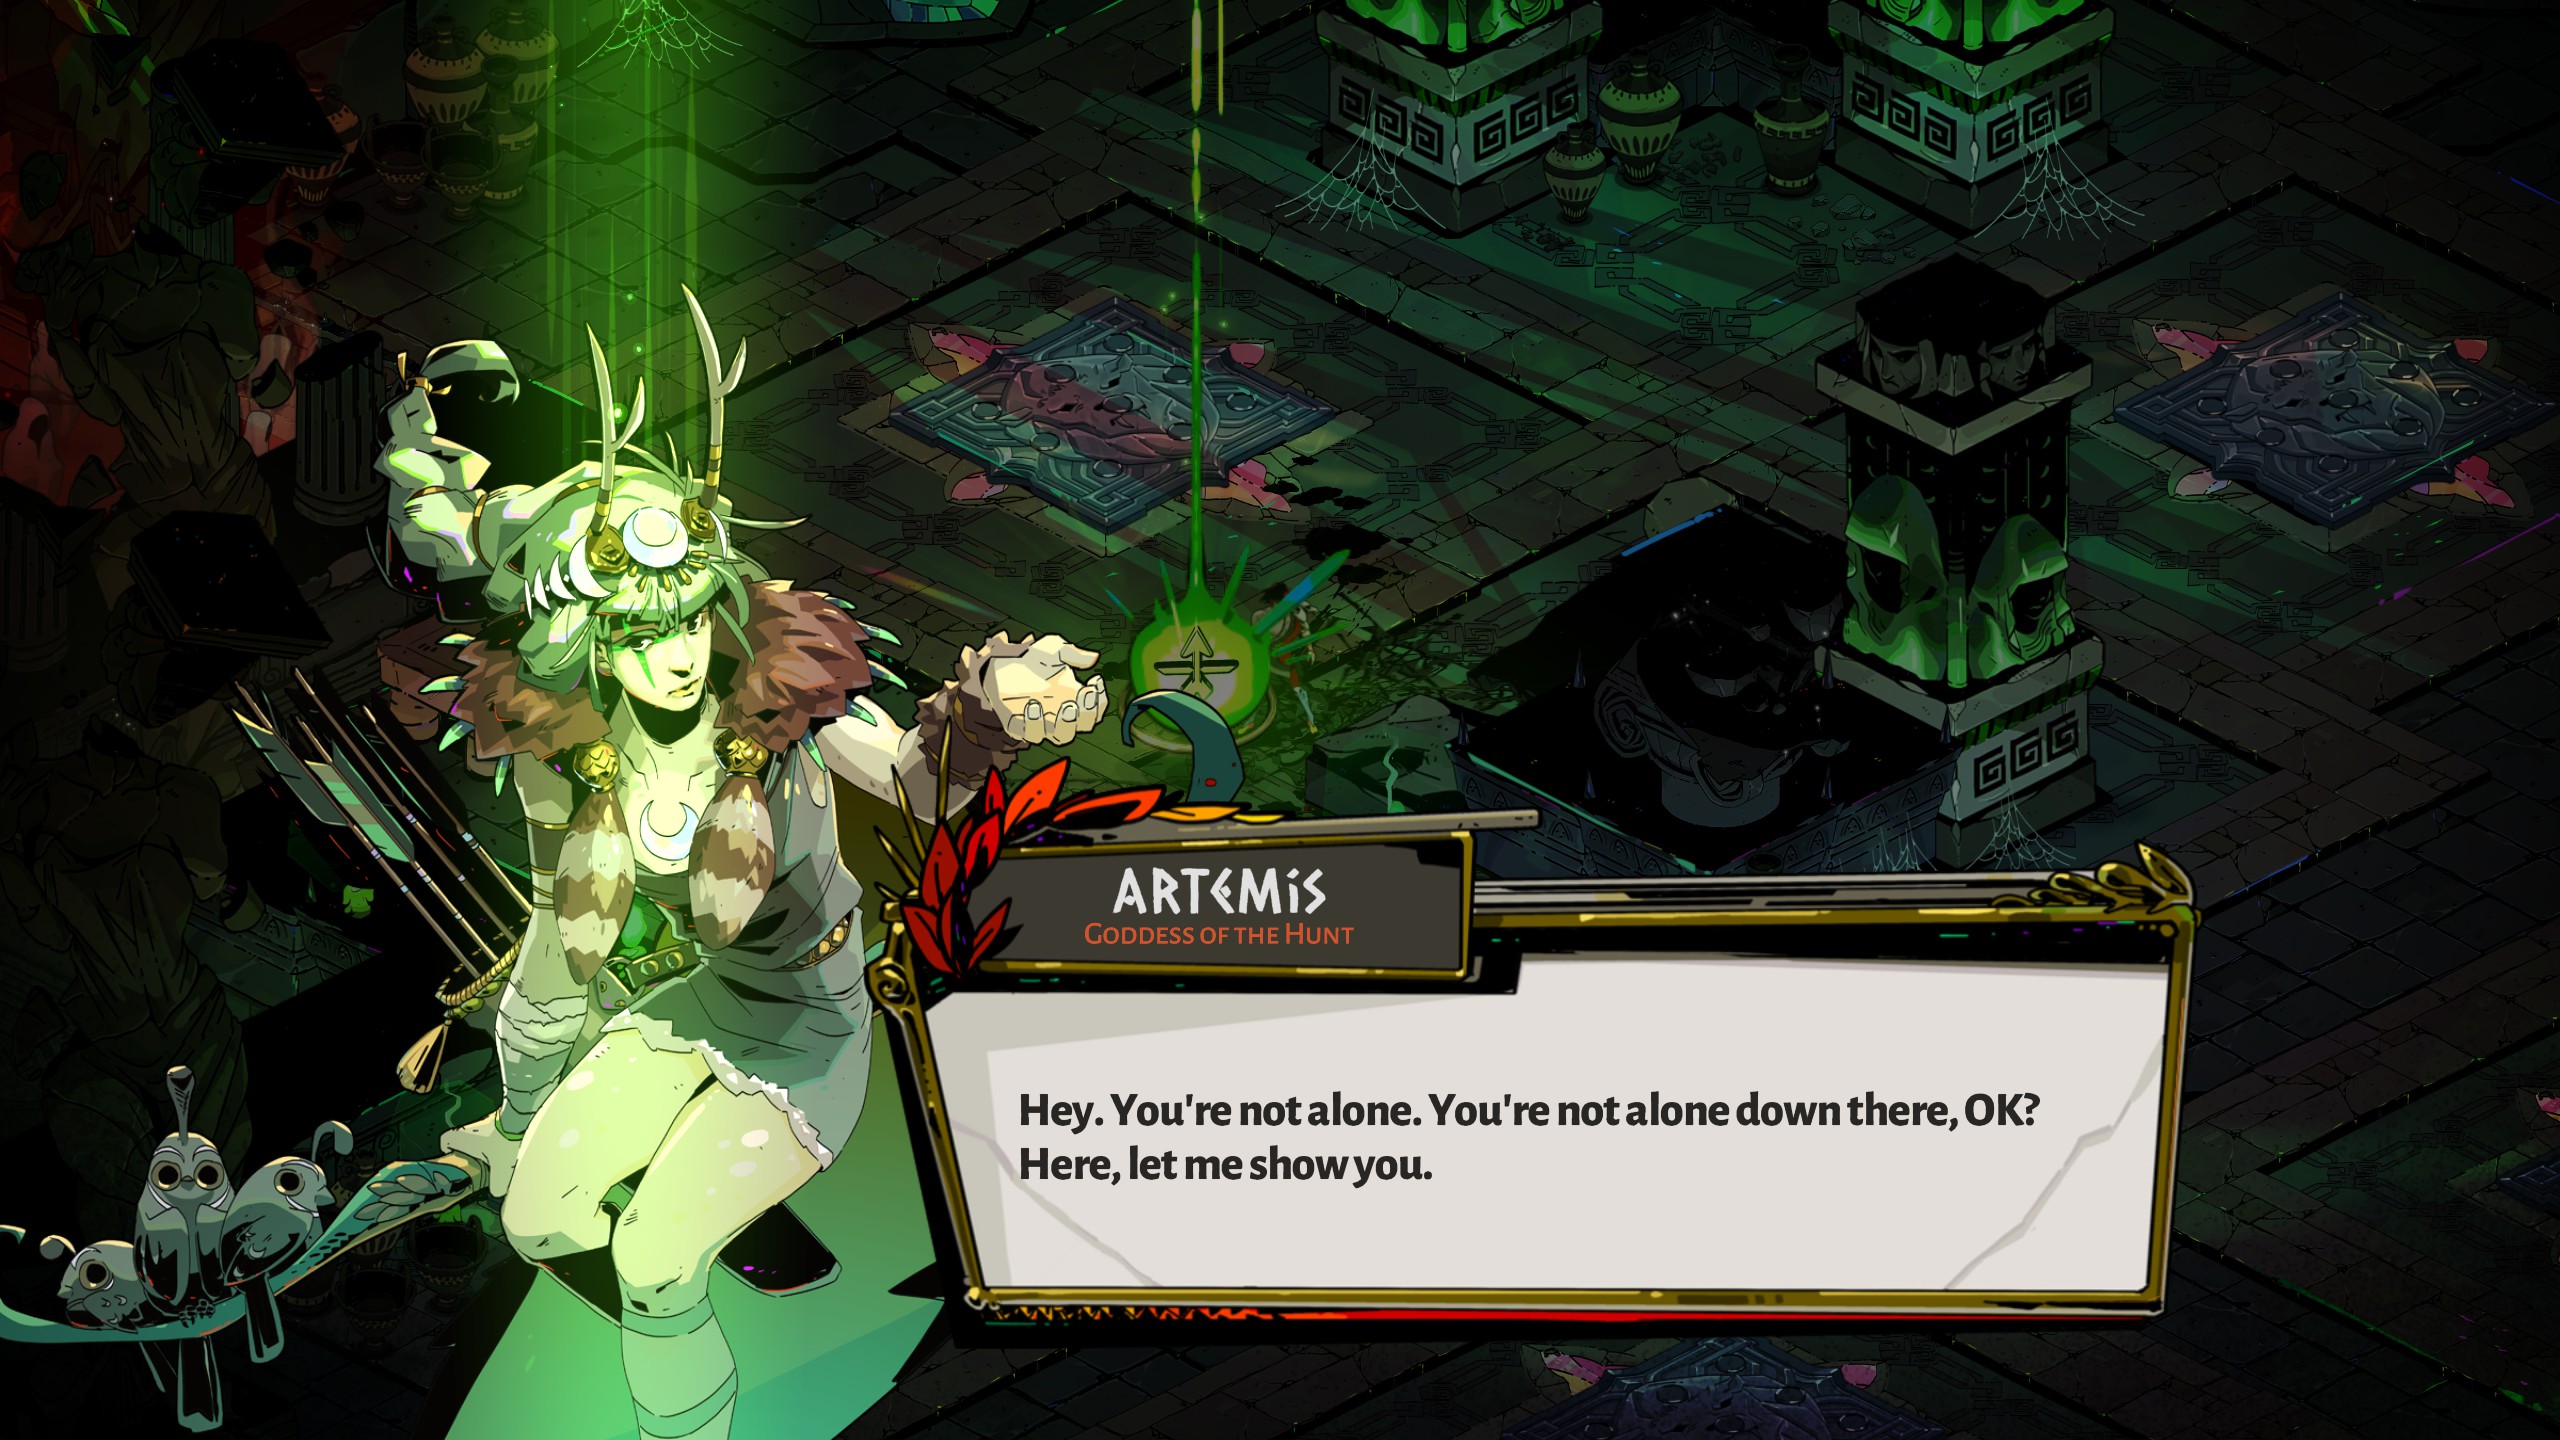 ARTEMIS
GODDESS OF THE HUNT
Hey. You're not alone. You're not alone down there, OK?
Here, let me show you.